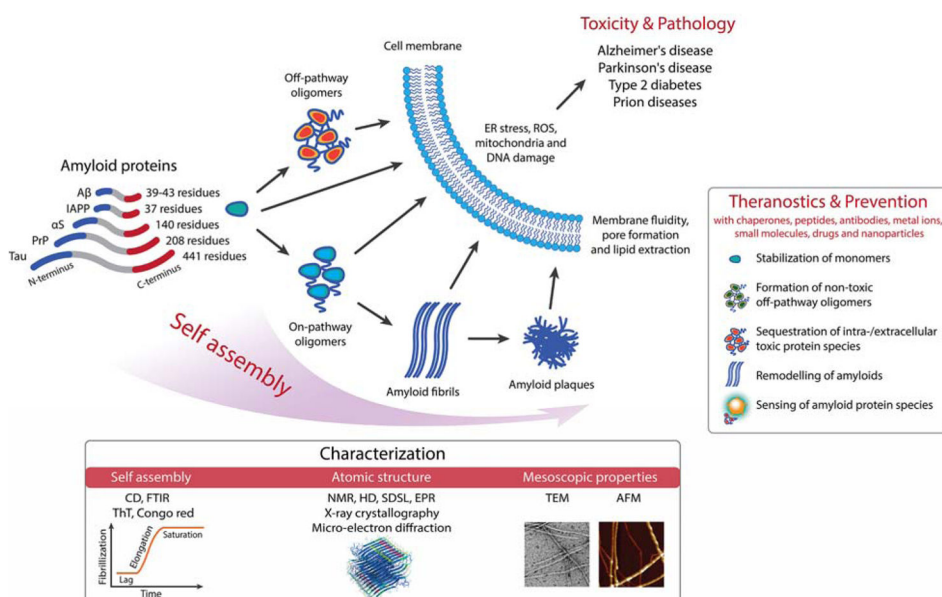 Toxicity & Pathology
Alzheimer's disease
Parkinson's disease
Type 2 diabetes
Prion diseases
Cell membrane
Off-pathway
oligomers
ER stress, ROS,
mitochondria and
DNA damage
Amyloid proteins
Aβ
39-43 residues
IAPP
37 residues
αS
140 residues
PrP
208 residues
Tau
441 residues
N-terminus
C-terminus
Membrane fluidity,
pore formation
and lipid extraction
On-pathway
oligomers
Self assembly
Amyloid fibrils
Amyloid plaques
Theranostics & Prevention
with chaperones, peptides, antibodies, metal ions,
small molecules, drugs and nanoparticles
Stabilization of monomers
Formation of non-toxic
off-pathway oligomers
Sequestration of intra-/extracellular
toxic protein species
Remodelling of amyloids
Sensing of amyloid protein species
Characterization
Self assembly
Atomic structure
Mesoscopic properties
CD, FTIR
ThT, Congo red
NMR, HD, SDSL, EPR
X-ray crystallography
Micro-electron diffraction
TEM
AFM
Fibrillization
Lag
Elongation
Saturation
Time